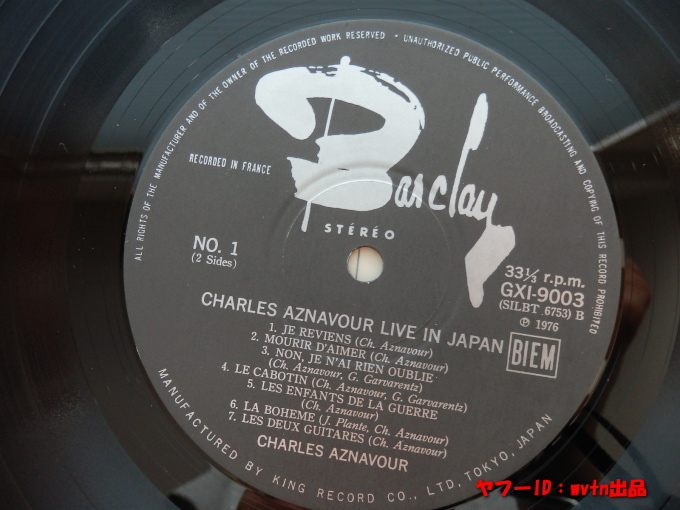 ALL RIGHTS OF THE MANUFACTURER AND OF THE OWNER OF THE RECORDED WORK RESERVED • UNAUTHORIZED PUBLIC PERFORMANCE BROADCASTING AND COPYING OF THIS RECORD PROHIBITED
Barclay
RECORDED IN FRANCE
STÉRÉO
NO. 1
(2 Sides)
33⅓ r.p.m.
GXI-9003
(SILBT 6753) B
℗ 1976
BIEM
CHARLES AZNAVOUR LIVE IN JAPAN
1. JE REVIENS (Ch. Aznavour)
2. MOURIR D'AIMER (Ch. Aznavour)
3. NON, JE N'AI RIEN OUBLIE
(Ch. Aznavour, G. Garvarentz)
4. LE CABOTIN (Ch. Aznavour, G. Garvarentz)
5. LES ENFANTS DE LA GUERRE
(Ch. Aznavour)
6. LA BOHEME (J. Plante, Ch. Aznavour)
7. LES DEUX GUITARES (Ch. Aznavour)
CHARLES AZNAVOUR
MANUFACTURED BY KING RECORD CO., LTD, TOKYO, JAPAN
ヤフーID：mvtn出品